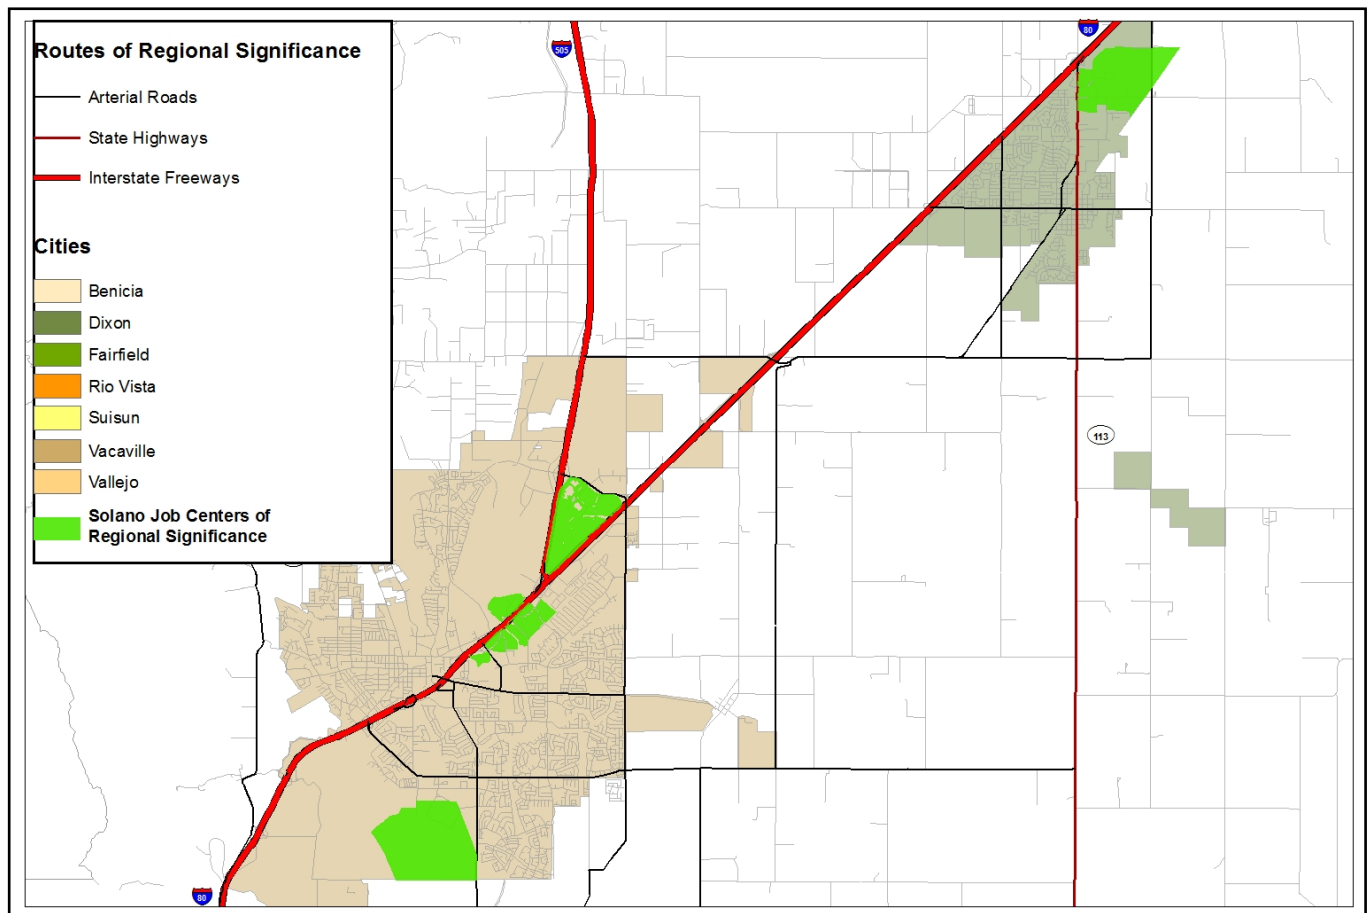 Routes of Regional Significance
Arterial Roads
State Highways
Interstate Freeways
Cities
Benicia
Dixon
Fairfield
Rio Vista
Suisun
Vacaville
Vallejo
Solano Job Centers of
Regional Significance
505
80
113
80